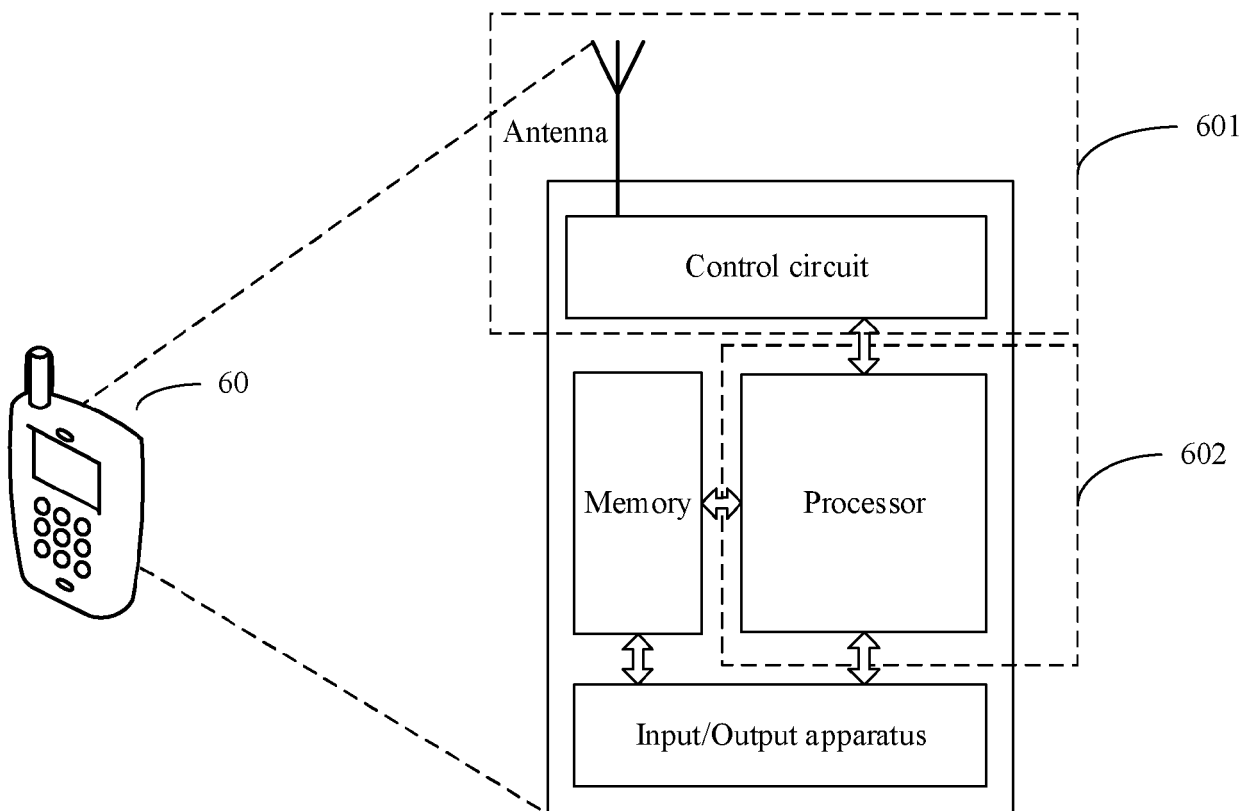 Antenna
601
Control circuit
60
602
Memory
Processor
Input/Output apparatus